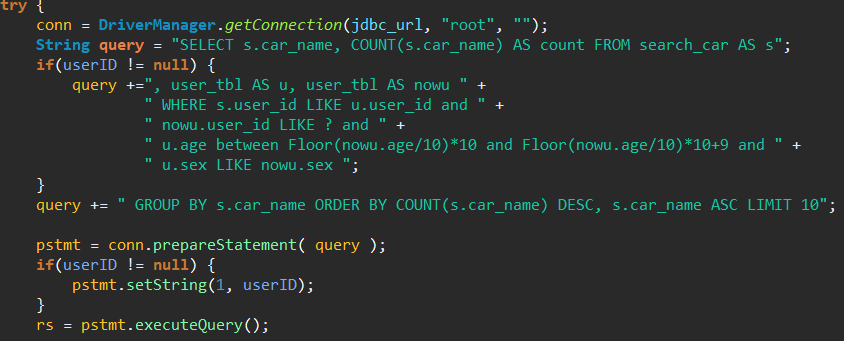 try {
conn = DriverManager.getConnection(jdbc_url, "root", "");
String query = "SELECT s.car_name, COUNT(s.car_name) AS count FROM search_car AS s";
if(userID != null) {
query +=", user_tbl AS u, user_tbl AS nowu " +
" WHERE s.user_id LIKE u.user_id and " +
" nowu.user_id LIKE ? and " +
" u.age between Floor(nowu.age/10)*10 and Floor(nowu.age/10)*10+9 and " +
" u.sex LIKE nowu.sex ";
}
query += " GROUP BY s.car_name ORDER BY COUNT(s.car_name) DESC, s.car_name ASC LIMIT 10";
pstmt = conn.prepareStatement( query );
if(userID != null) {
pstmt.setString(1, userID);
}
rs = pstmt.executeQuery();